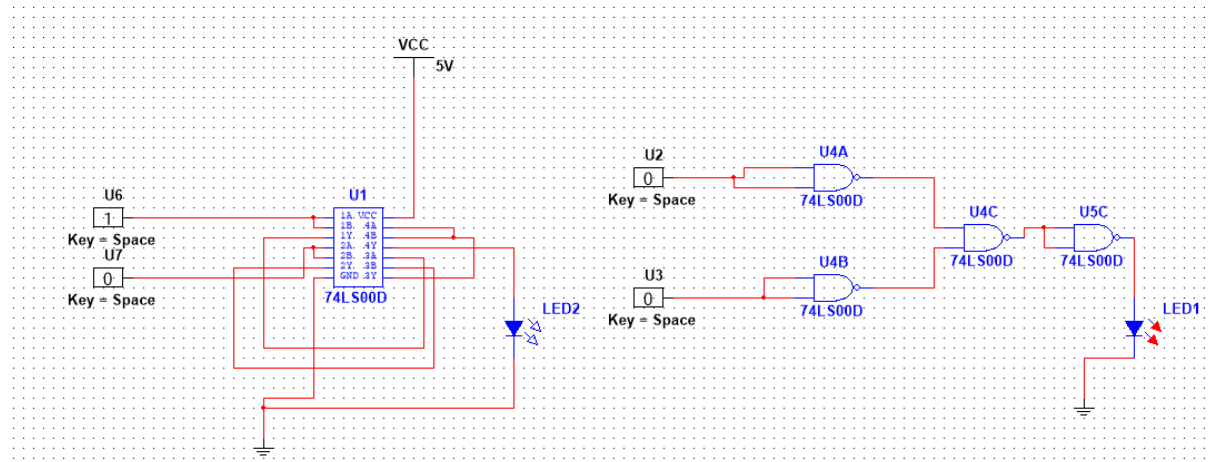 VCC
5V
U6
1
Key = Space
U7
0
Key = Space
U1
1A VCC
1B 4A
1Y 4B
2A 4Y
2B 3A
2Y 3B
GND 3Y
74LS00D
LED2
U2
0
Key = Space
U3
0
Key = Space
U4A
74LS00D
U4B
74LS00D
U4C
74LS00D
U5C
74LS00D
LED1